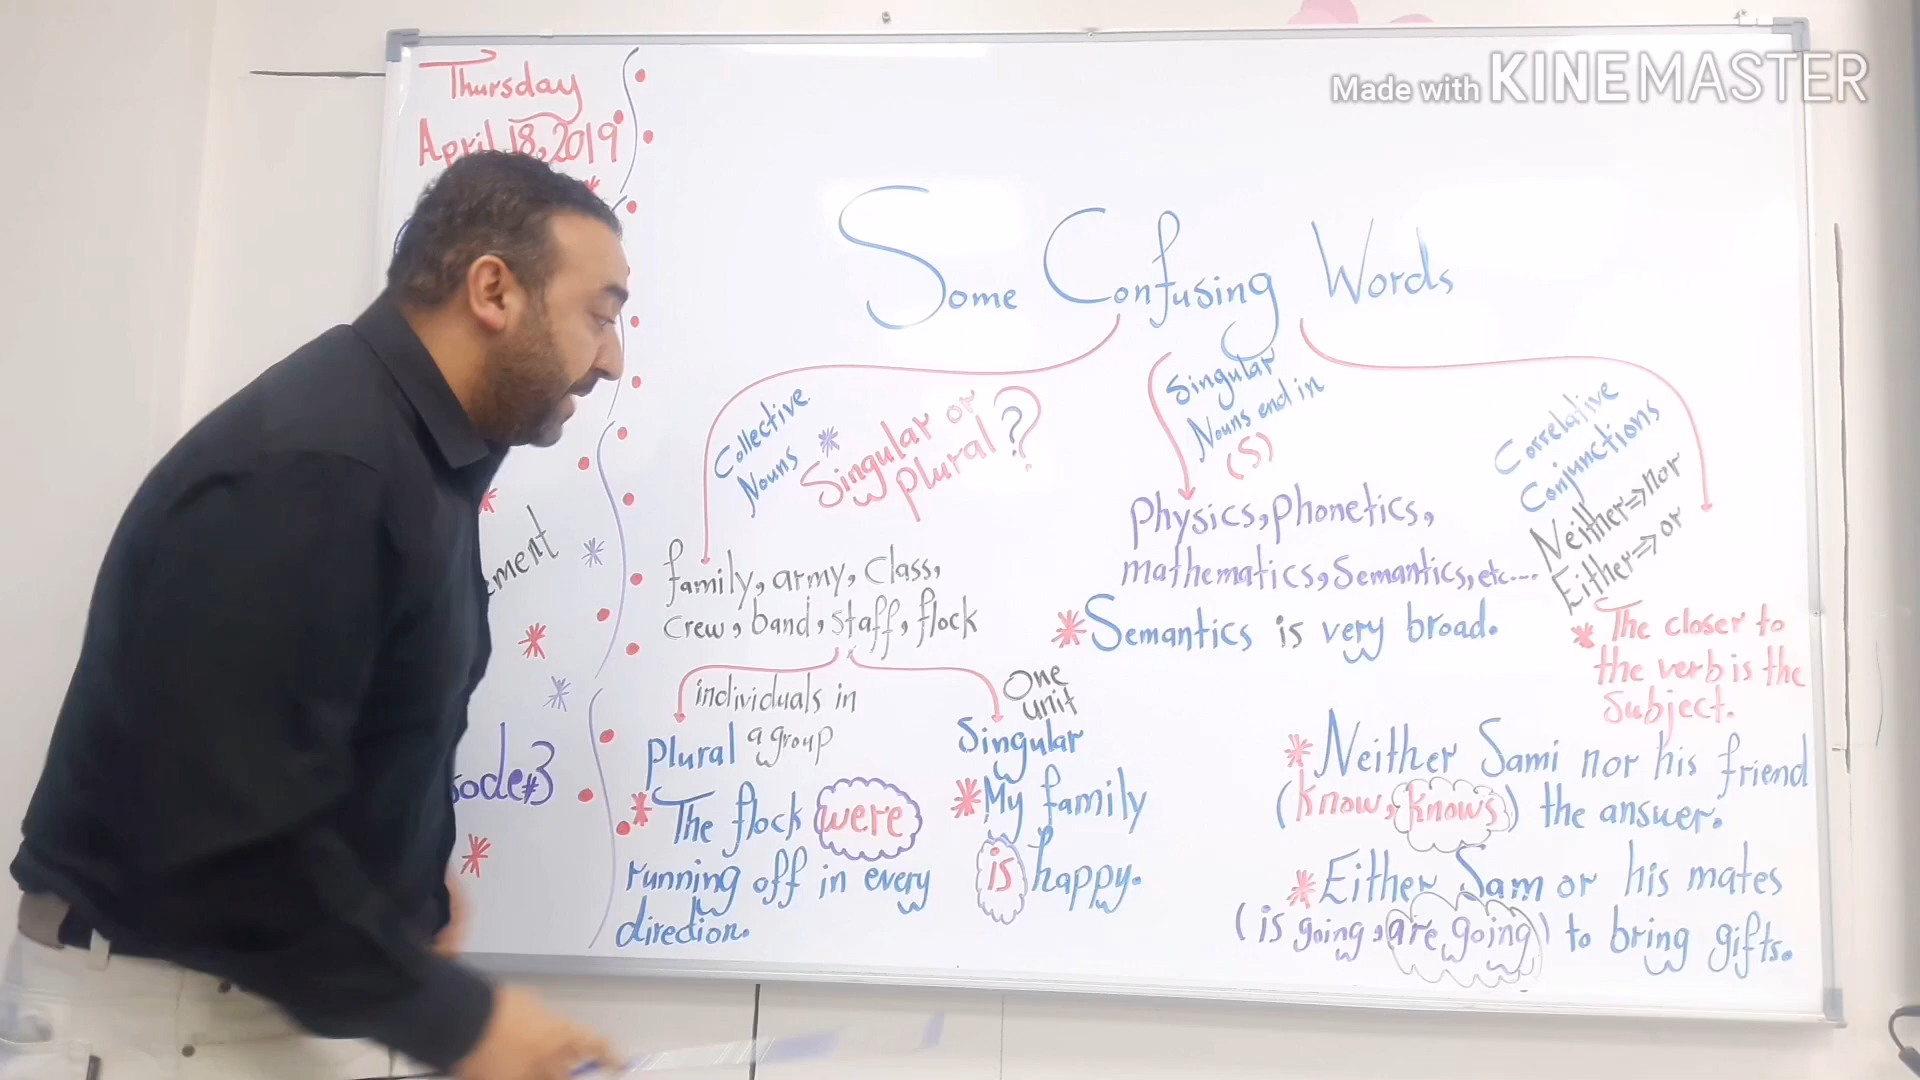 Made with KINEMASTER
Thursday
April 18, 2019
ement
sode#3
Some Confusing Words
Collective
Nouns
Singular or
plural?
family, army, class,
crew, band, staff, flock
individuals in
a group
Plural
The flock were
running off in every
direction.
One
unit
Singular
My family
is happy.
Singular
Nouns end in
(S)
Physics, Phonetics,
mathematics, Semantics, etc....
Semantics is very broad.
Correlative
Conjunctions
Neither => nor
Either => or
The closer to
the verb is the
Subject.
Neither Sami nor his friend
(know, knows) the answer.
Either Sam or his mates
(is going, are going) to bring gifts.